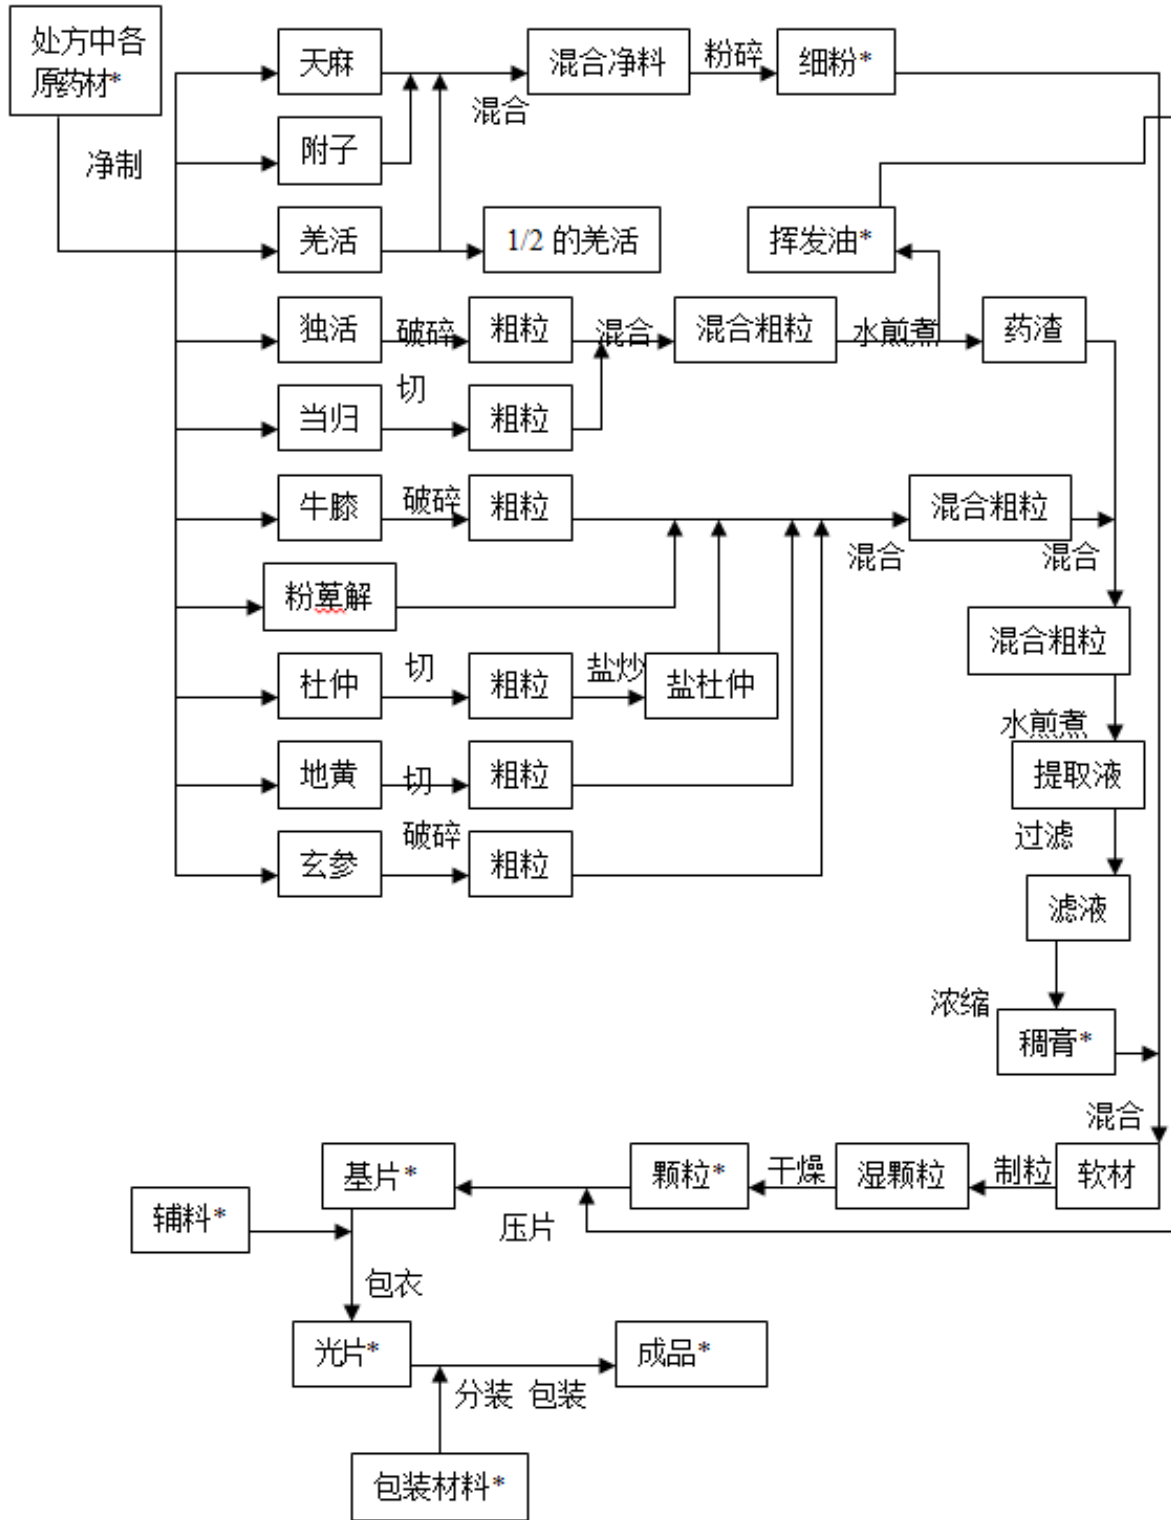 处方中各
原药材*
净制
天麻
混合
混合净料
粉碎
细粉*
附子
羌活
1/2 的羌活
挥发油*
独活
破碎
粗粒
混合
混合粗粒
水煎煮
药渣
当归
切
粗粒
牛膝
破碎
粗粒
混合
混合粗粒
混合
粉萆解
混合粗粒
杜仲
切
粗粒
盐炒
盐杜仲
水煎煮
地黄
切
粗粒
提取液
玄参
破碎
粗粒
过滤
滤液
浓缩
稠膏*
混合
基片*
颗粒*
干燥
湿颗粒
制粒
软材
辅料*
压片
包衣
光片*
成品*
分装 包装
包装材料*